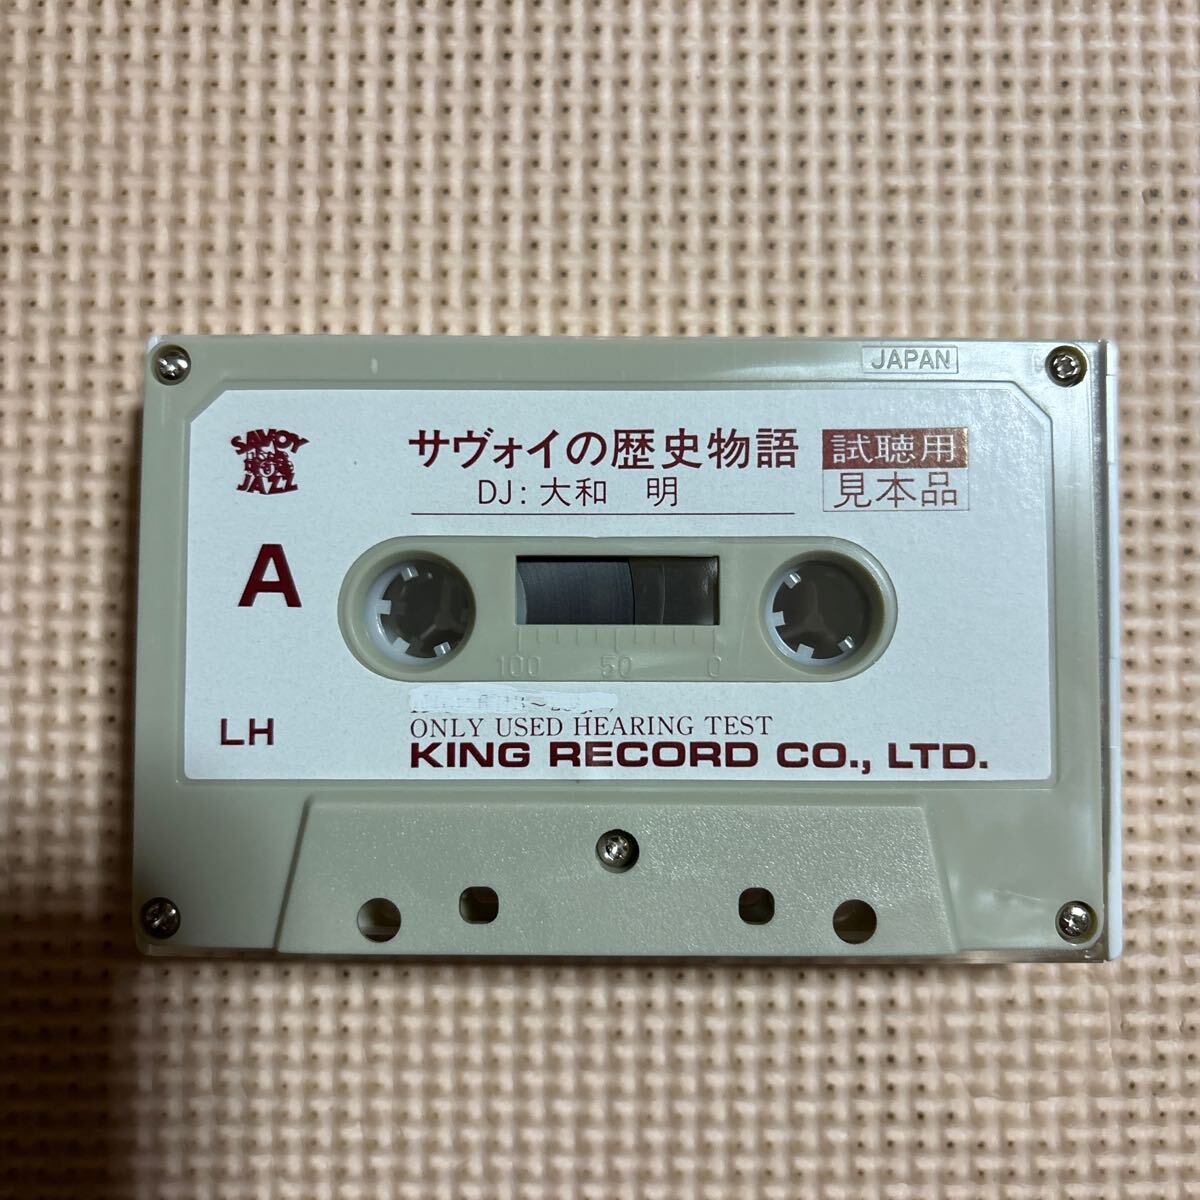 JAPAN
SAVOY
JAZZ
サヴォイの歴史物語
DJ: 大和 明
試聴用
見本品
A
100 50 0
LH
ONLY USED HEARING TEST
KING RECORD CO., LTD.